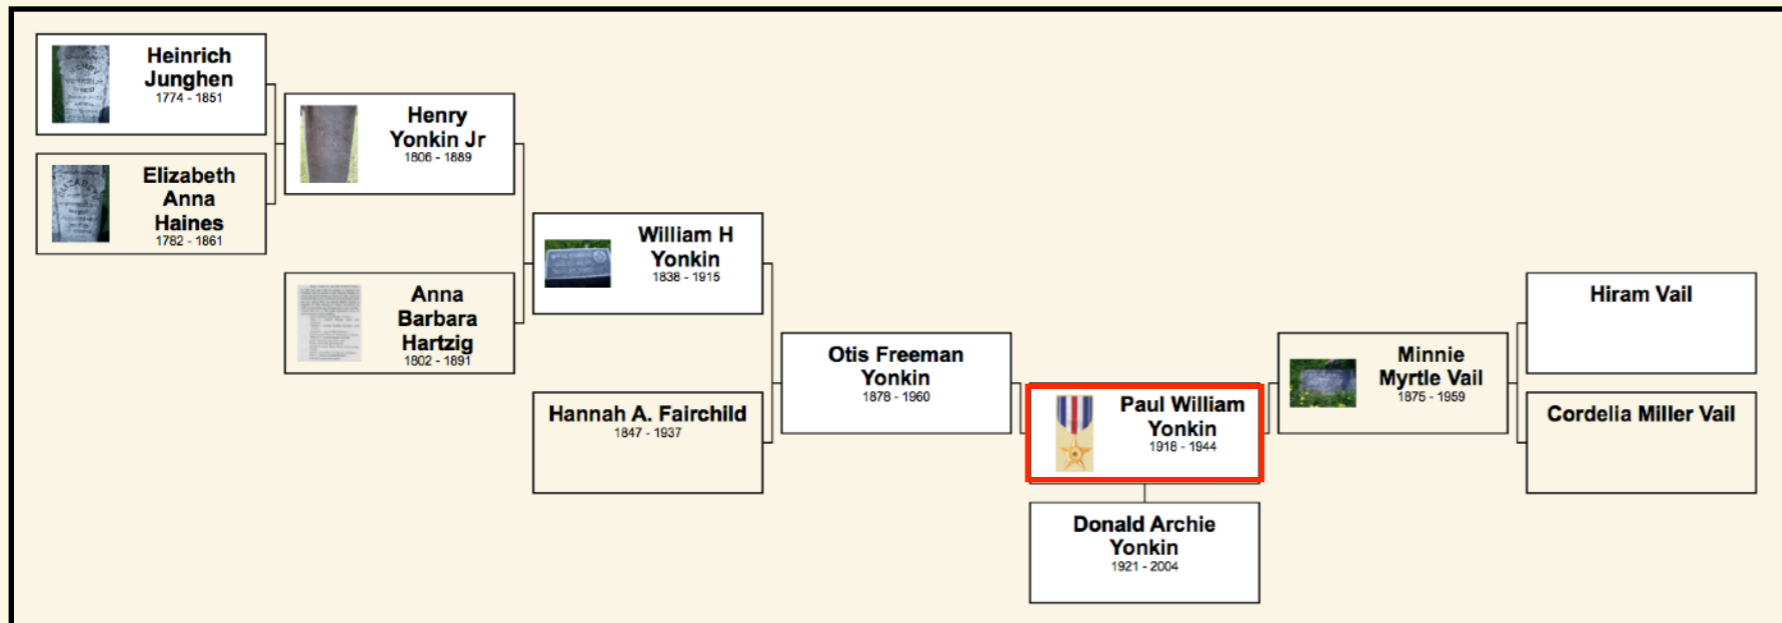 Heinrich
Junghen
1774 - 1851
Elizabeth
Anna
Haines
1782 - 1861
Henry
Yonkin Jr
1806 - 1889
Anna
Barbara
Hartzig
1802 - 1891
William H
Yonkin
1838 - 1915
Hannah A. Fairchild
1847 - 1937
Otis Freeman
Yonkin
1878 - 1960
Paul William
Yonkin
1918 - 1944
Donald Archie
Yonkin
1921 - 2004
Minnie
Myrtle Vail
1875 - 1959
Hiram Vail
Cordelia Miller Vail